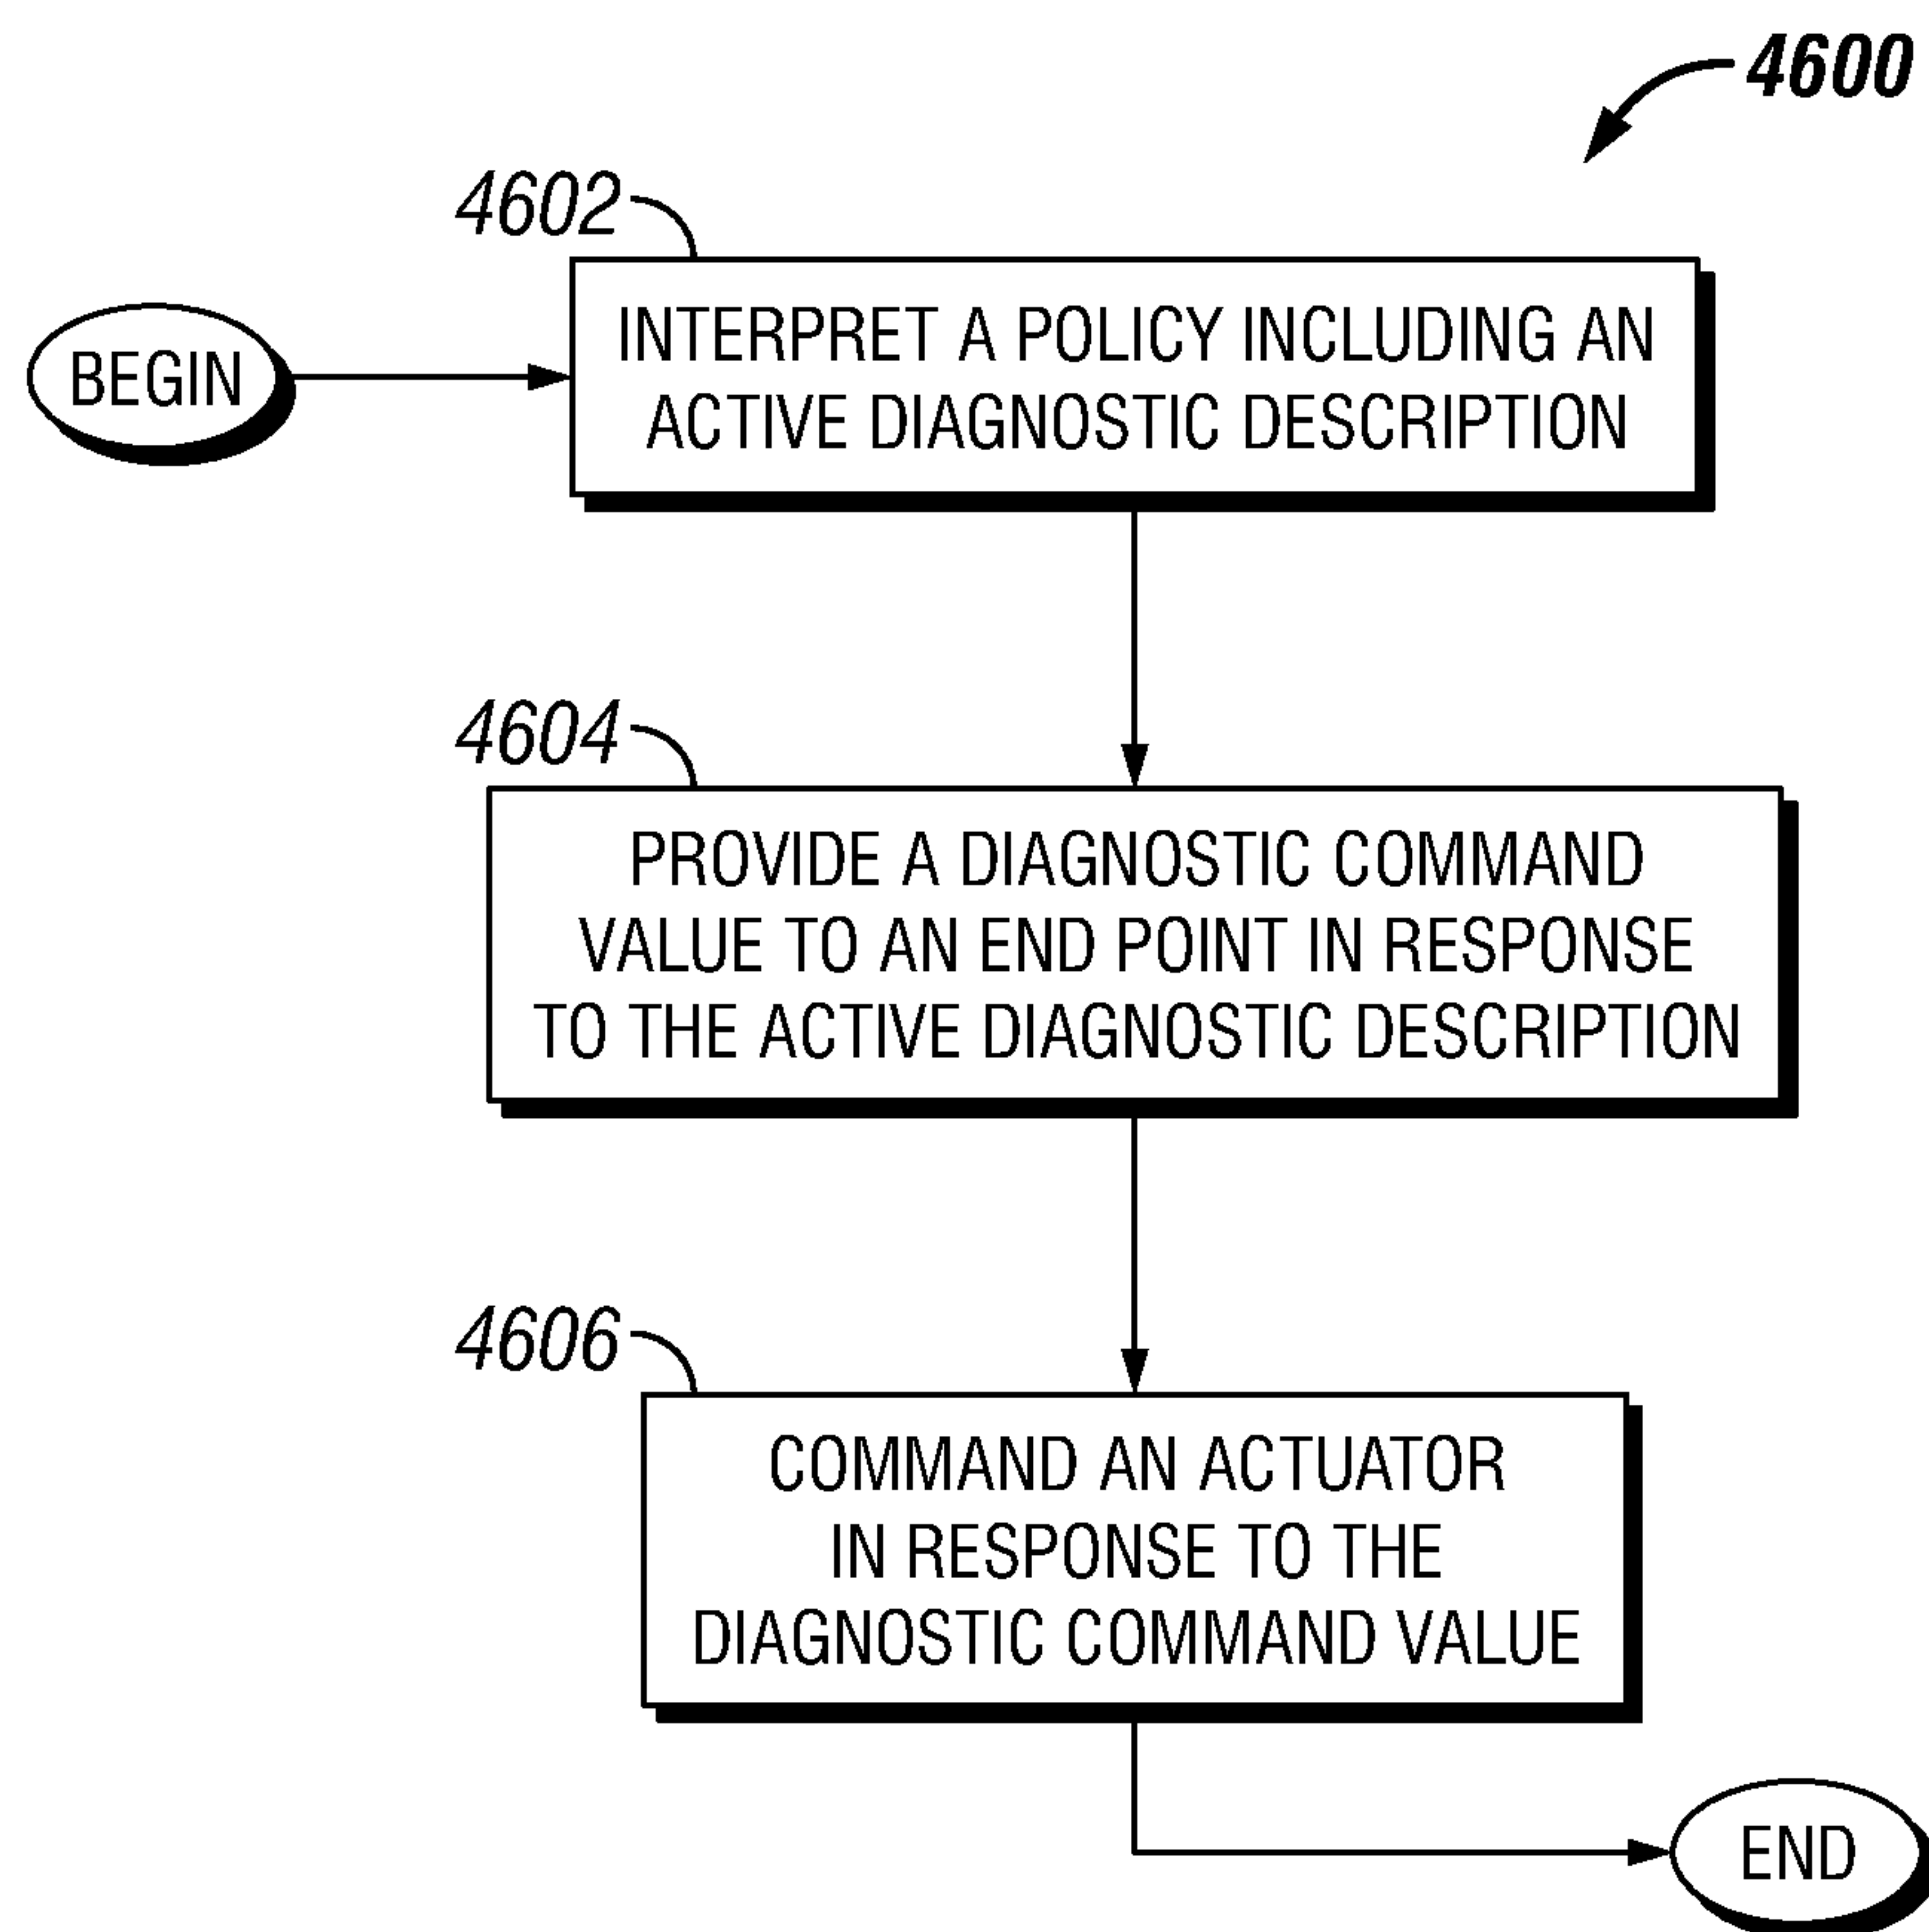 4600
4602
BEGIN
INTERPRET A POLICY INCLUDING AN
ACTIVE DIAGNOSTIC DESCRIPTION
4604
PROVIDE A DIAGNOSTIC COMMAND
VALUE TO AN END POINT IN RESPONSE
TO THE ACTIVE DIAGNOSTIC DESCRIPTION
4606
COMMAND AN ACTUATOR
IN RESPONSE TO THE
DIAGNOSTIC COMMAND VALUE
END